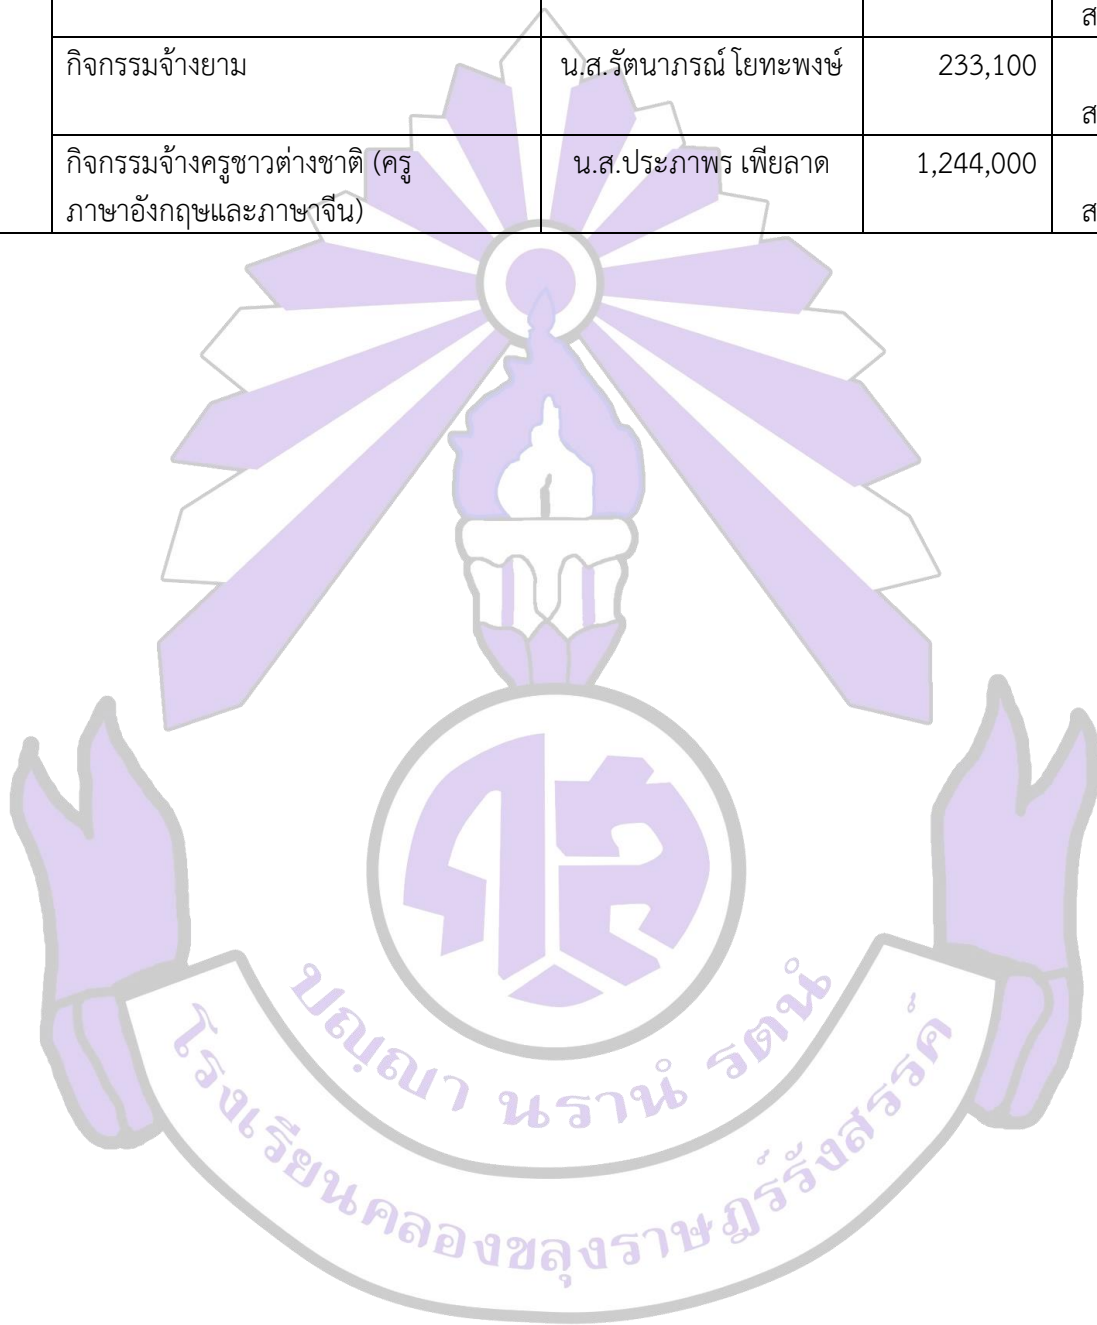 ส
กิจกรรมจ้างยาม น.ส.รัตนาภรณ์ โยทะพงษ์ 233,100
ส
กิจกรรมจ้างครูชาวต่างชาติ (ครู น.ส.ประภาพร เพียลาด 1,244,000
ภาษาอังกฤษและภาษาจีน) ส
ปญฺญา นรานํ รตนํ
โรงเรียนคลองขลุงราษฎร์รังสรรค์